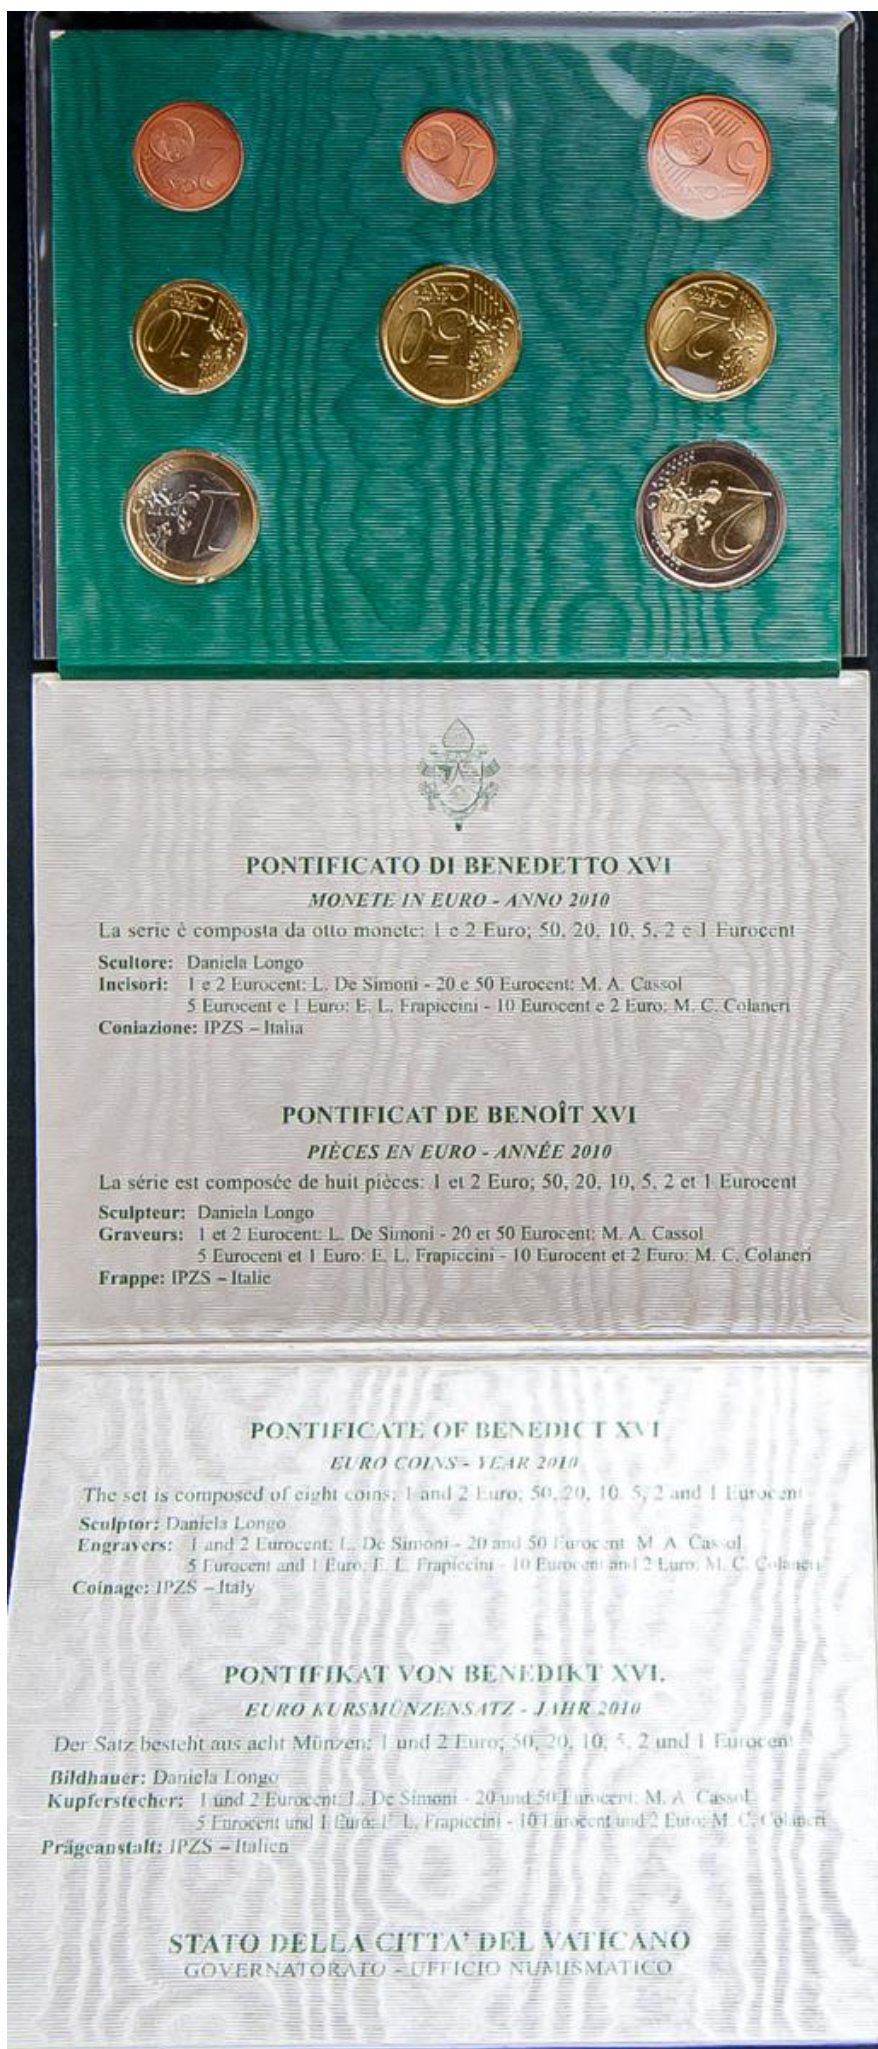 2
1
5
10
50
20
1
2
PONTIFICATO DI BENEDETTO XVI
MONETE IN EURO - ANNO 2010
La serie è composta da otto monete: 1 e 2 Euro; 50, 20, 10, 5, 2 e 1 Eurocent
Scultore: Daniela Longo
Incisori: 1 e 2 Eurocent: L. De Simoni - 20 e 50 Eurocent: M. A. Cassol
5 Eurocent e 1 Euro: E. L. Frapiccini - 10 Eurocent e 2 Euro: M. C. Colaneri
Coniazione: IPZS – Italia
PONTIFICAT DE BENOÎT XVI
PIÈCES EN EURO - ANNÉE 2010
La série est composée de huit pièces: 1 et 2 Euro; 50, 20, 10, 5, 2 et 1 Eurocent
Sculpteur: Daniela Longo
Graveurs: 1 et 2 Eurocent: L. De Simoni - 20 et 50 Eurocent: M. A. Cassol
5 Eurocent et 1 Euro: E. L. Frapiccini - 10 Eurocent et 2 Euro: M. C. Colaneri
Frappe: IPZS – Italie
PONTIFICATE OF BENEDICT XVI
EURO COINS - YEAR 2010
The set is composed of eight coins: 1 and 2 Euro; 50, 20, 10, 5, 2 and 1 Eurocent
Sculptor: Daniela Longo
Engravers: 1 and 2 Eurocent: L. De Simoni - 20 and 50 Eurocent: M. A. Cassol
5 Eurocent and 1 Euro: E. L. Frapiccini - 10 Eurocent and 2 Euro: M. C. Colaneri
Coinage: IPZS – Italy
PONTIFIKAT VON BENEDIKT XVI.
EURO KURSMÜNZENSATZ - JAHR 2010
Der Satz besteht aus acht Münzen: 1 und 2 Euro; 50, 20, 10, 5, 2 und 1 Eurocent
Bildhauer: Daniela Longo
Kupferstecher: 1 und 2 Eurocent: L. De Simoni - 20 und 50 Eurocent: M. A. Cassol
5 Eurocent und 1 Euro: E. L. Frapiccini - 10 Eurocent und 2 Euro: M. C. Colaneri
Prägeanstalt: IPZS – Italien
STATO DELLA CITTA' DEL VATICANO
GOVERNATORATO - UFFICIO NUMISMATICO